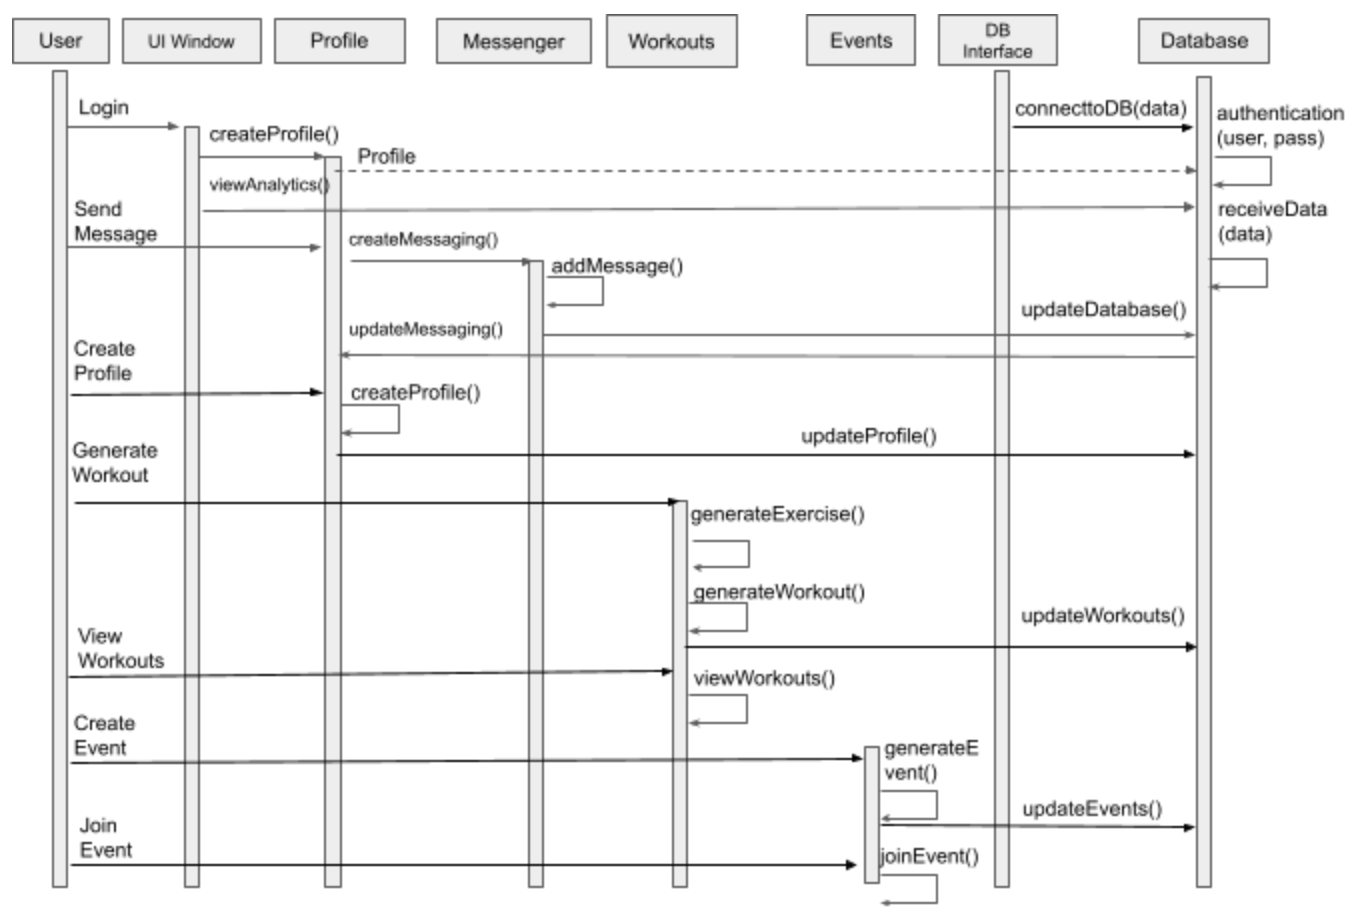 User
UI Window
Profile
Messenger
Workouts
Events
DB
Interface
Database
Login
connecttoDB(data)
authentication
(user, pass)
createProfile()
Profile
viewAnalytics()
Send
Message
receiveData
(data)
createMessaging()
addMessage()
updateDatabase()
updateMessaging()
Create
Profile
createProfile()
updateProfile()
Generate
Workout
generateExercise()
generateWorkout()
updateWorkouts()
View
Workouts
viewWorkouts()
Create
Event
generateE
vent()
updateEvents()
Join
Event
joinEvent()